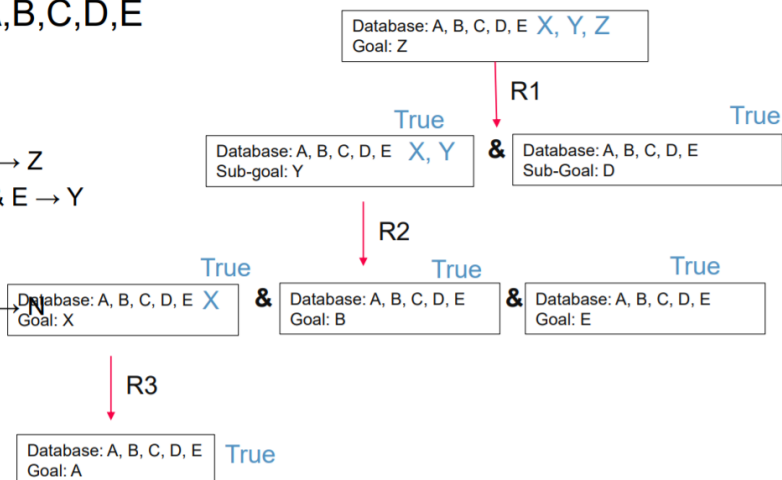 ,B,C,D,E
Database: A, B, C, D, E X, Y, Z
Goal: Z
R1
True
True
Database: A, B, C, D, E X, Y
Sub-goal: Y
&
Database: A, B, C, D, E
Sub-Goal: D
→ Z
& E → Y
R2
True
True
True
→ N
Database: A, B, C, D, E X
Goal: X
&
Database: A, B, C, D, E
Goal: B
&
Database: A, B, C, D, E
Goal: E
R3
Database: A, B, C, D, E
Goal: A
True